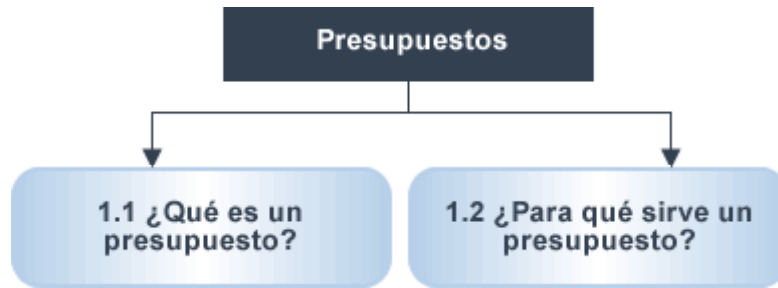 Presupuestos
1.1 ¿Qué es un
presupuesto?
1.2 ¿Para qué sirve un
presupuesto?